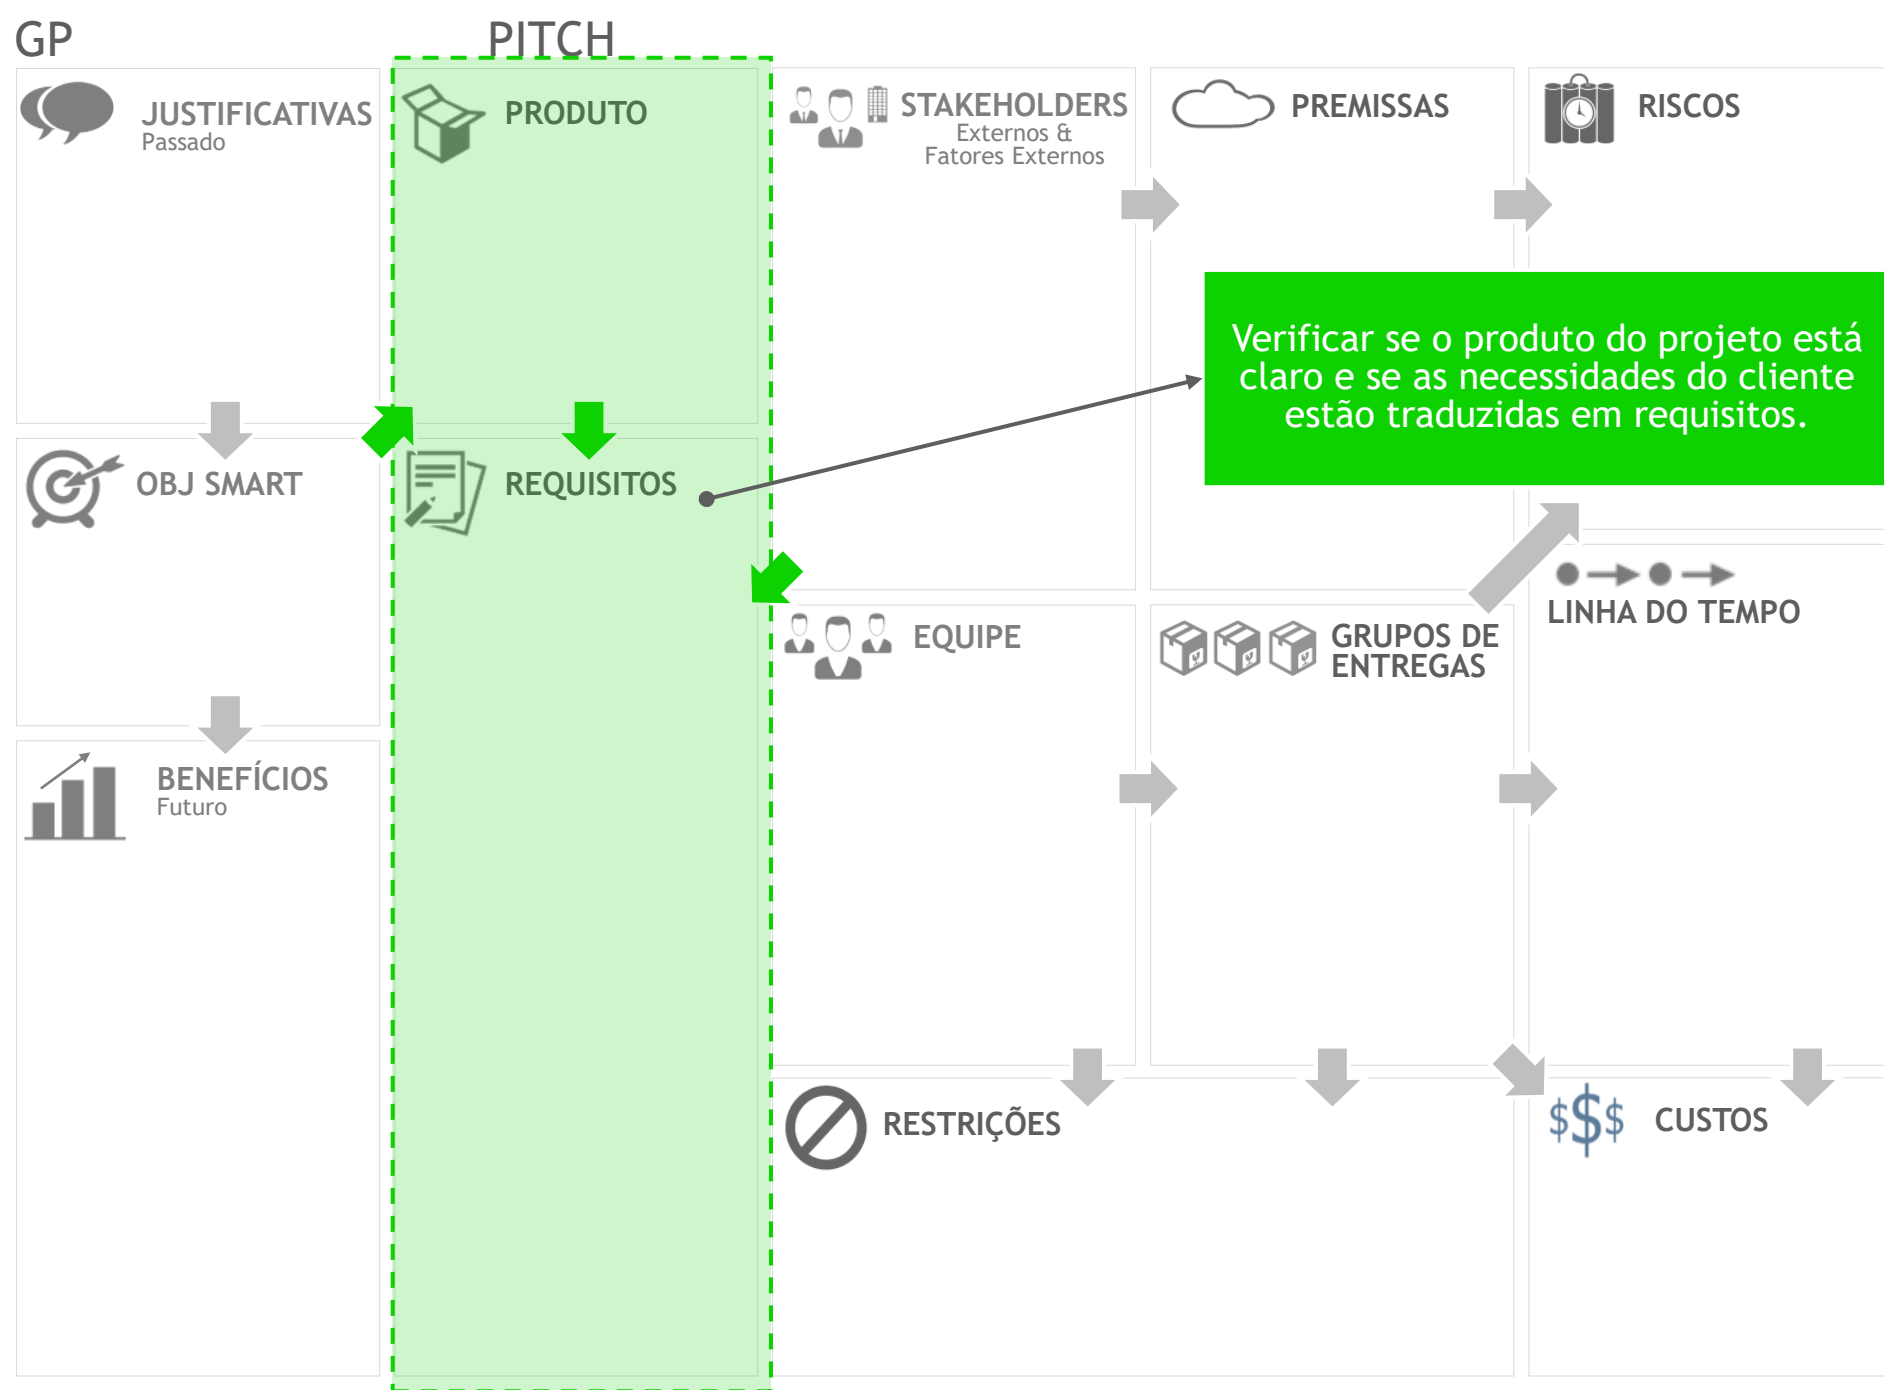 GP
PITCH
JUSTIFICATIVAS
Passado
PRODUTO
STAKEHOLDERS
Externos &
Fatores Externos
PREMISSAS
RISCOS
Verificar se o produto do projeto está
claro e se as necessidades do cliente
estão traduzidas em requisitos.
OBJ SMART
REQUISITOS
LINHA DO TEMPO
EQUIPE
GRUPOS DE
ENTREGAS
BENEFÍCIOS
Futuro
RESTRIÇÕES
$$$
CUSTOS